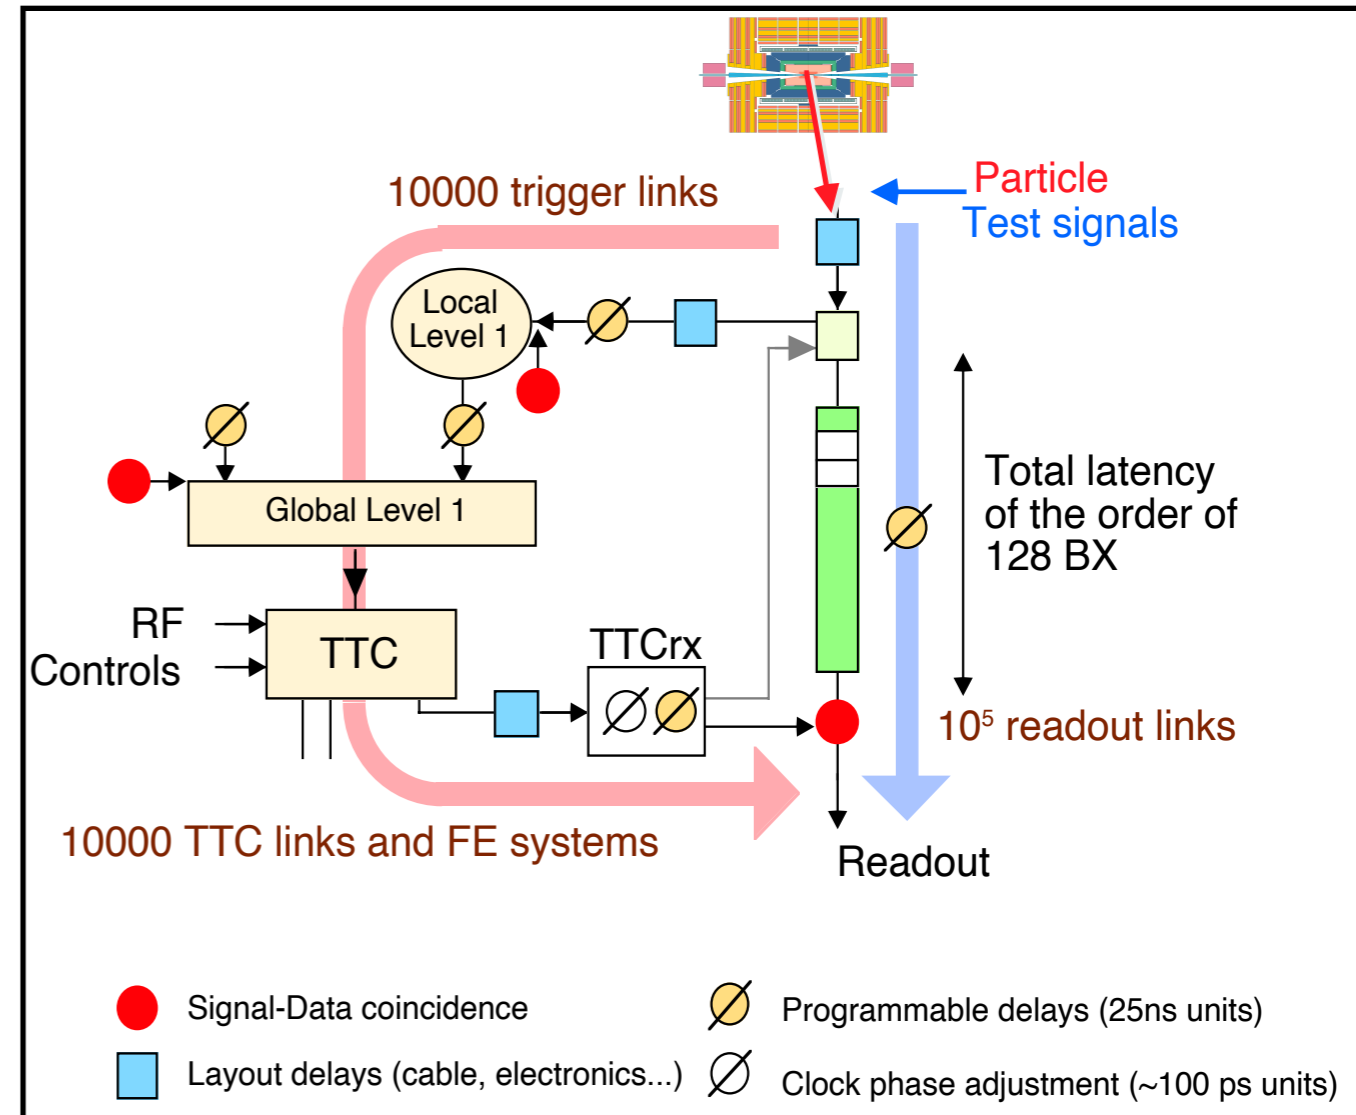 Particle
Test signals
10000 trigger links
Local
Level 1
Global Level 1
Total latency
of the order of
128 BX
RF
Controls
TTC
TTCrx
10⁵ readout links
10000 TTC links and FE systems
Readout
Signal-Data coincidence
Programmable delays (25ns units)
Layout delays (cable, electronics...)
Clock phase adjustment (~100 ps units)